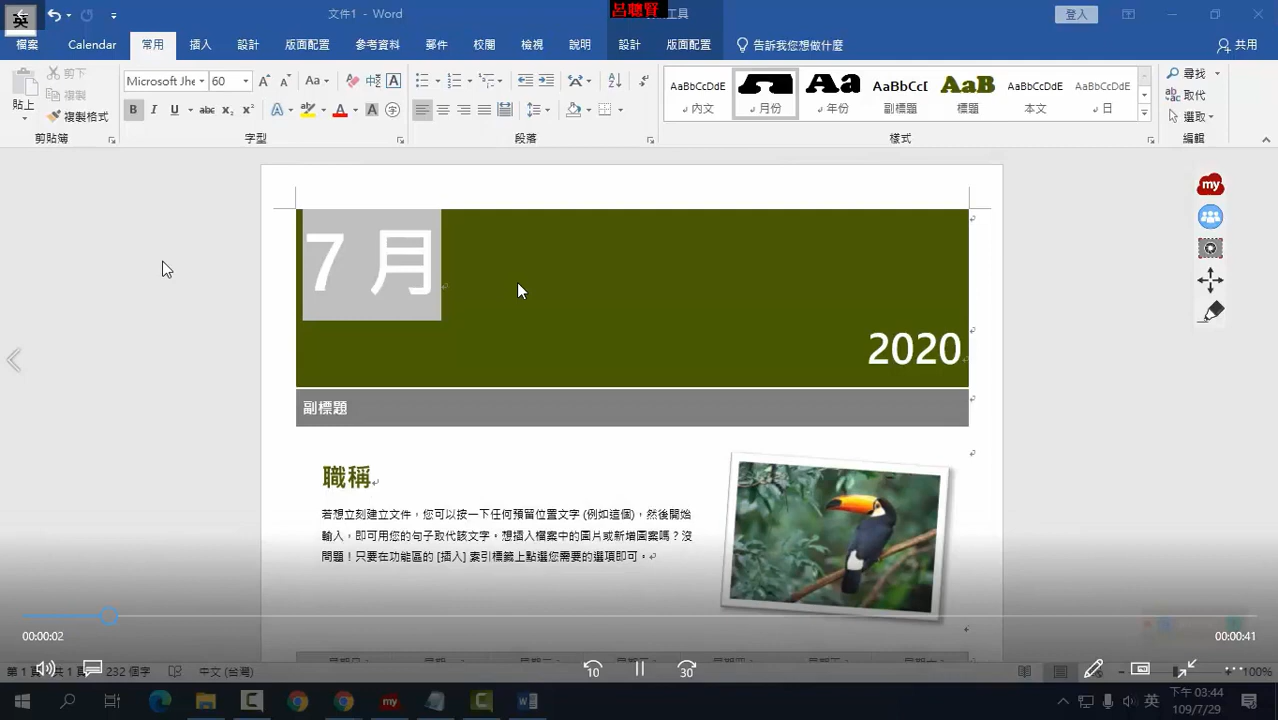 英
文件1 - Word
呂聰賢
工具
登入
檔案
Calendar
常用
插入
設計
版面配置
參考資料
郵件
校閱
檢視
說明
設計
版面配置
告訴我您想做什麼
共用
貼上
剪下
複製
複製格式
剪貼簿
Microsoft Jhe
60
字型
段落
AaBbCcDdE
內文
月份
Aa
年份
AaBbCcI
副標題
AaB
標題
AaBbCcDdE
本文
AaBbCcDdE
日
樣式
尋找
取代
選取
編輯
my
7 月
2020
副標題
職稱
若想立刻建立文件，您可以按一下任何預留位置文字 (例如這個)，然後開始
輸入，即可用您的句子取代該文字。想插入檔案中的圖片或新增圖案嗎？沒
問題！只要在功能區的 [插入] 索引標籤上點選您需要的選項即可。
00:00:02
00:00:41
232 個字
中文 (台灣)
10
30
100%
英
下午 03:44
109/7/29